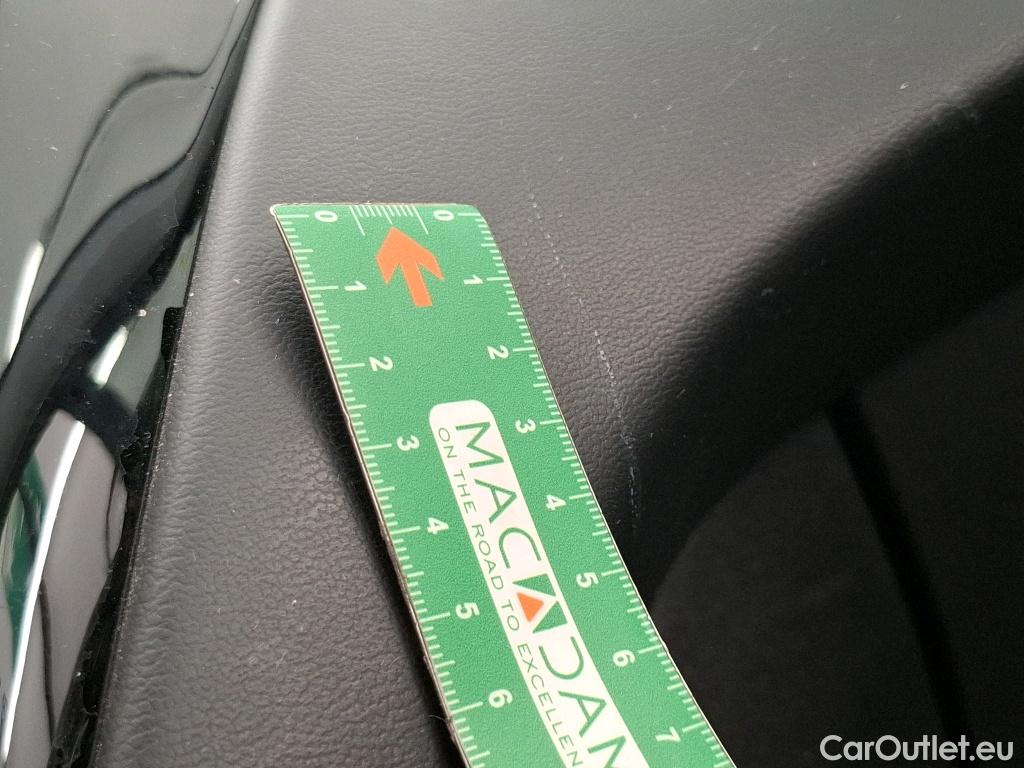 0 0
1 1
2 2
3 3
4 4
5 5
6 6
7
MACADAM
ON THE ROAD TO EXCELLEN
CarOutlet.eu